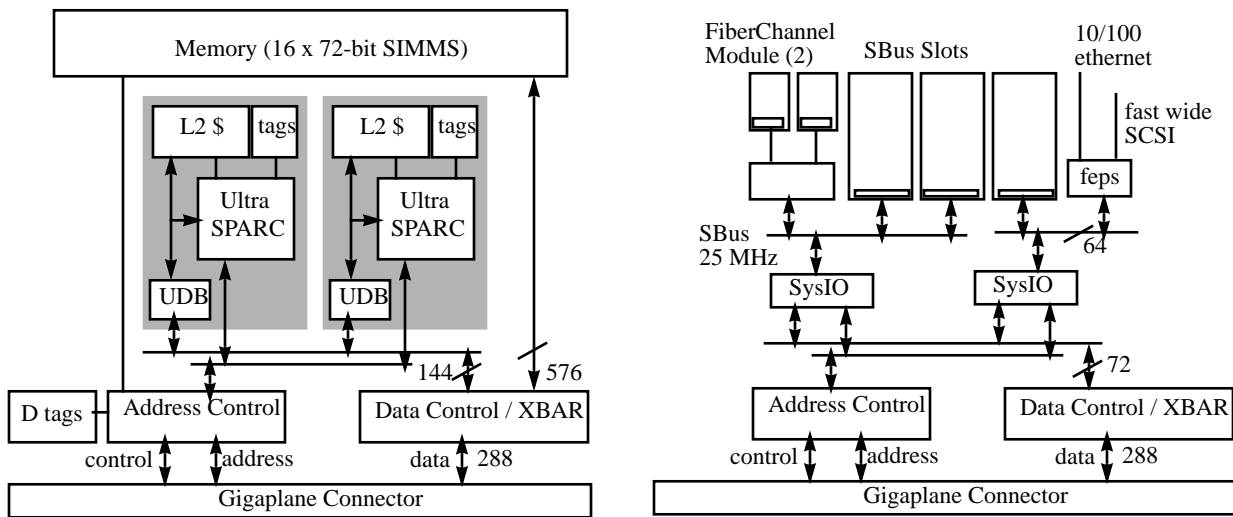 Memory (16 x 72-bit SIMMS)
L2 $
tags
L2 $
tags
Ultra
SPARC
Ultra
SPARC
UDB
UDB
144
576
D tags
Address Control
Data Control / XBAR
control
address
data
288
Gigaplane Connector
FiberChannel
Module (2)
SBus Slots
10/100
ethernet
fast wide
SCSI
feps
SBus
25 MHz
64
SysIO
SysIO
72
Address Control
Data Control / XBAR
control
address
data
288
Gigaplane Connector